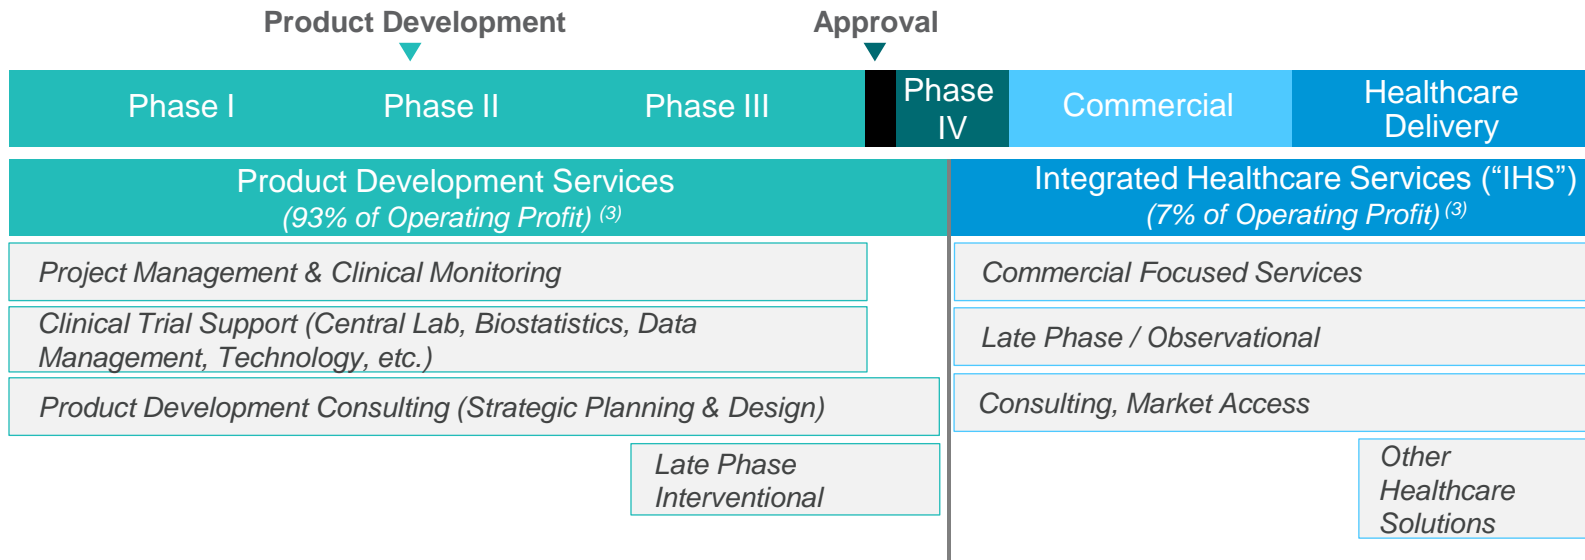 Product Development
Approval
Phase I
Phase II
Phase III
Phase
IV
Commercial
Healthcare
Delivery
Product Development Services
(93% of Operating Profit) (3)
Integrated Healthcare Services (“IHS”)
(7% of Operating Profit) (3)
Project Management & Clinical Monitoring
Clinical Trial Support (Central Lab, Biostatistics, Data
Management, Technology, etc.)
Product Development Consulting (Strategic Planning & Design)
Late Phase
Interventional
Commercial Focused Services
Late Phase / Observational
Consulting, Market Access
Other
Healthcare
Solutions